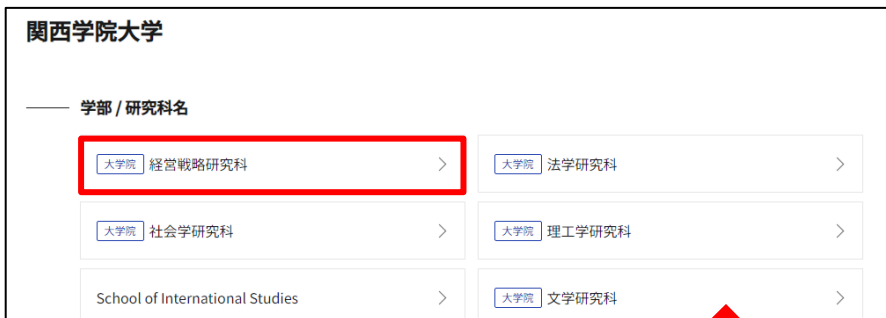 関西学院大学
学部 / 研究科名
大学院 経営戦略研究科
大学院 法学研究科
大学院 社会学研究科
大学院 理工学研究科
School of International Studies
大学院 文学研究科